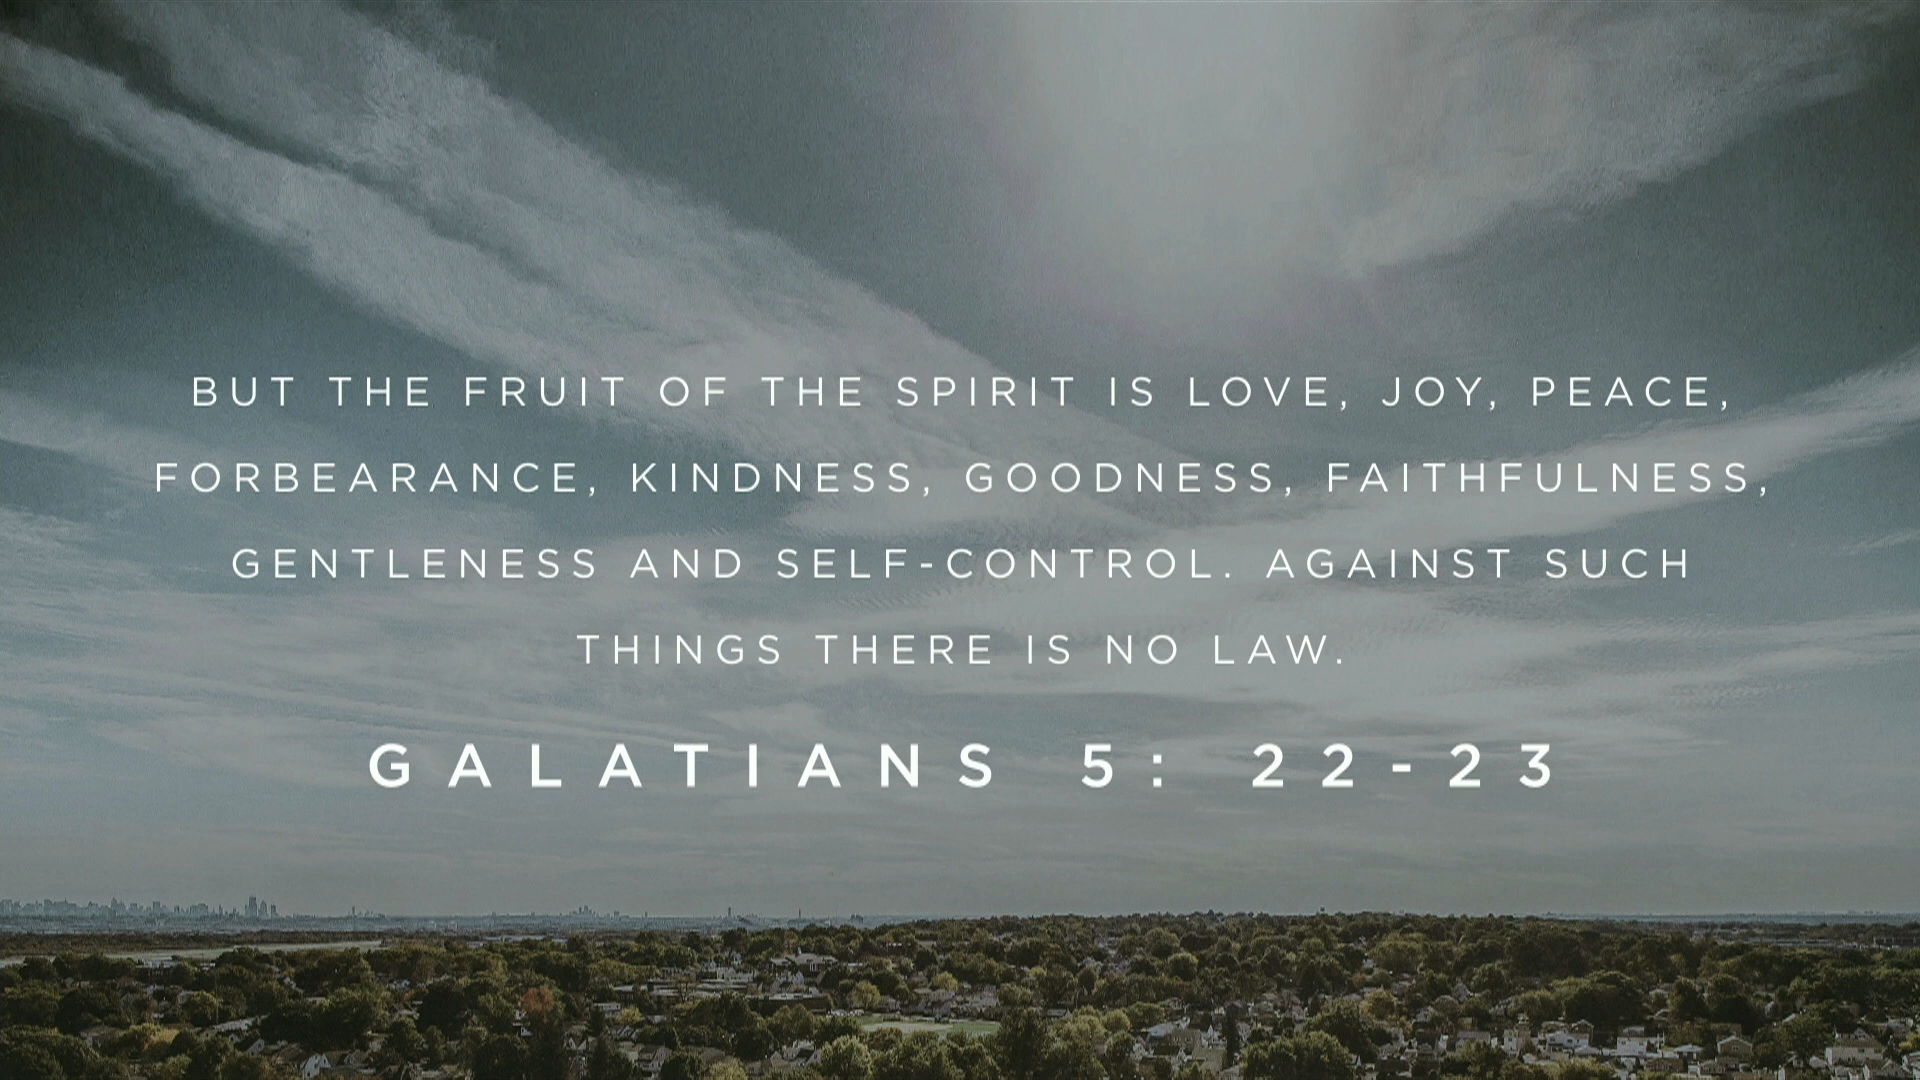 BUT THE FRUIT OF THE SPIRIT IS LOVE, JOY, PEACE,
FORBEARANCE, KINDNESS, GOODNESS, FAITHFULNESS,
GENTLENESS AND SELF-CONTROL. AGAINST SUCH
THINGS THERE IS NO LAW.
GALATIANS 5: 22-23